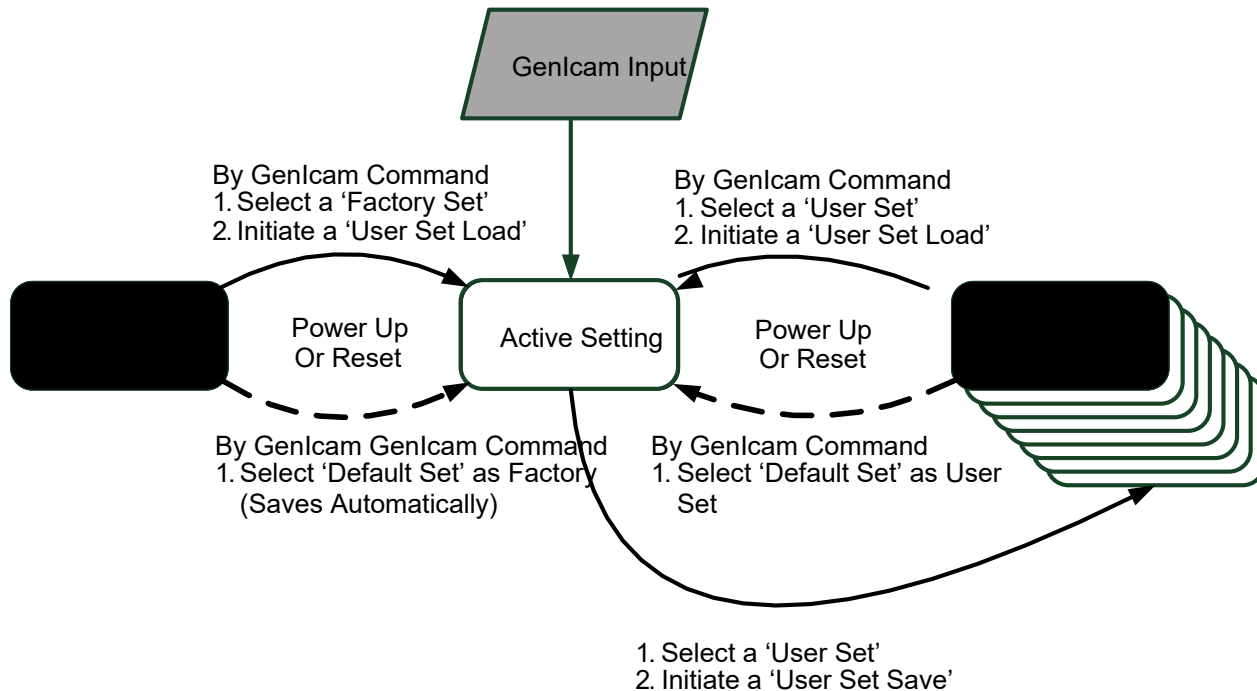 GenIcam Input
By GenIcam Command
1. Select a ‘Factory Set’
2. Initiate a ‘User Set Load’
By GenIcam Command
1. Select a ‘User Set’
2. Initiate a ‘User Set Load’
Power Up
Or Reset
Active Setting
Power Up
Or Reset
By GenIcam GenIcam Command
1. Select ‘Default Set’ as Factory
(Saves Automatically)
By GenIcam Command
1. Select ‘Default Set’ as User
Set
1. Select a ‘User Set’
2. Initiate a ‘User Set Save’